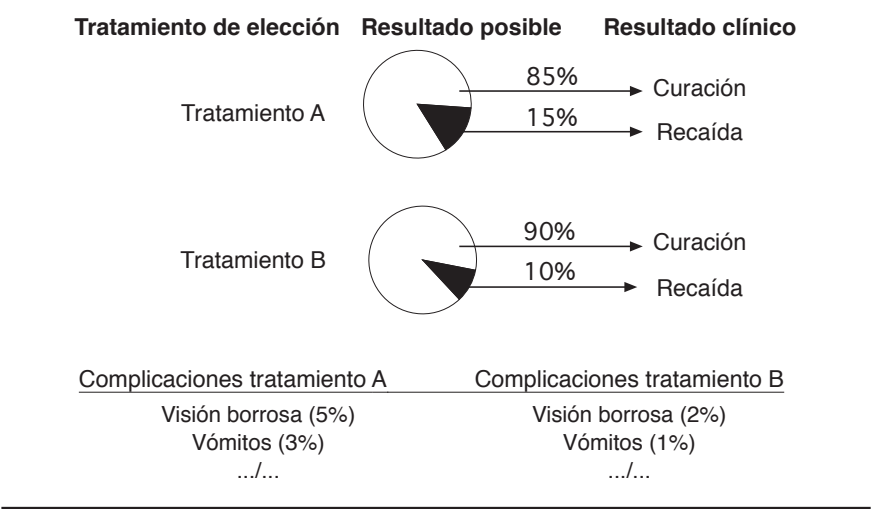 Tratamiento de elección Resultado posible Resultado clínico
Tratamiento A
85%
Curación
15%
Recaída
Tratamiento B
90%
Curación
10%
Recaída
Complicaciones tratamiento A Complicaciones tratamiento B
Visión borrosa (5%) Visión borrosa (2%)
Vómitos (3%) Vómitos (1%)
.../... .../...